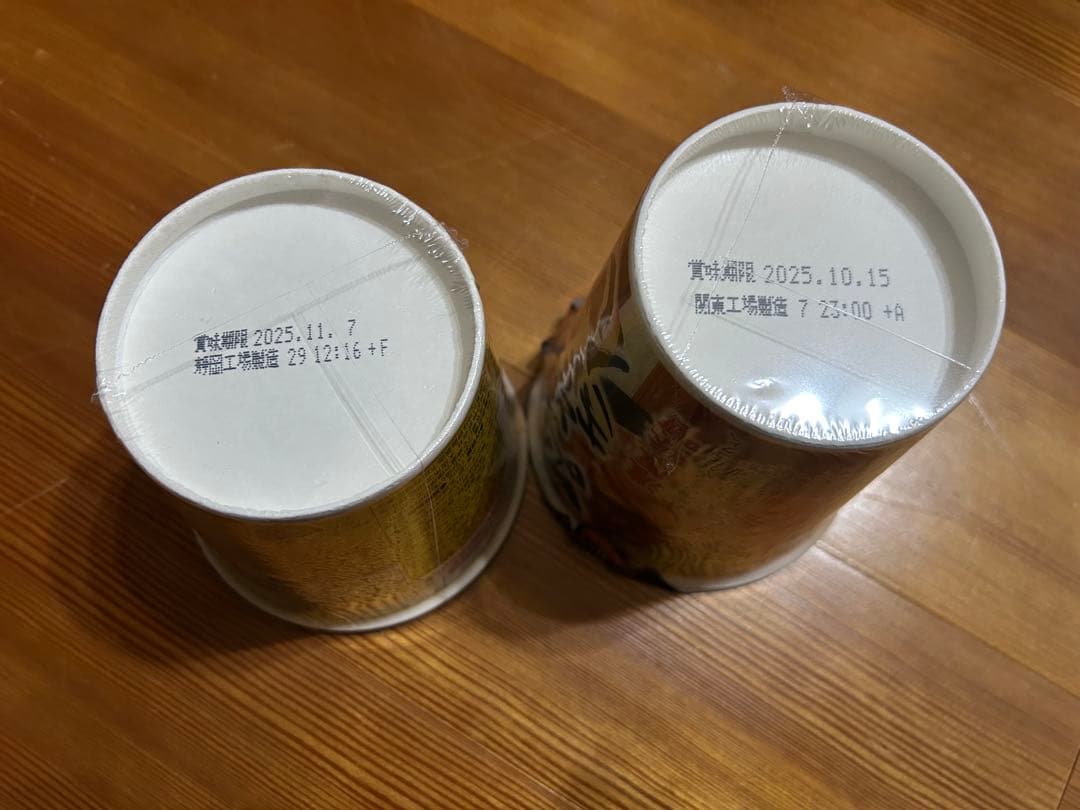 賞味期限 2025.11. 7
静岡工場製造 29 12:16 +F
賞味期限 2025.10.15
関東工場製造 7 23:00 +A